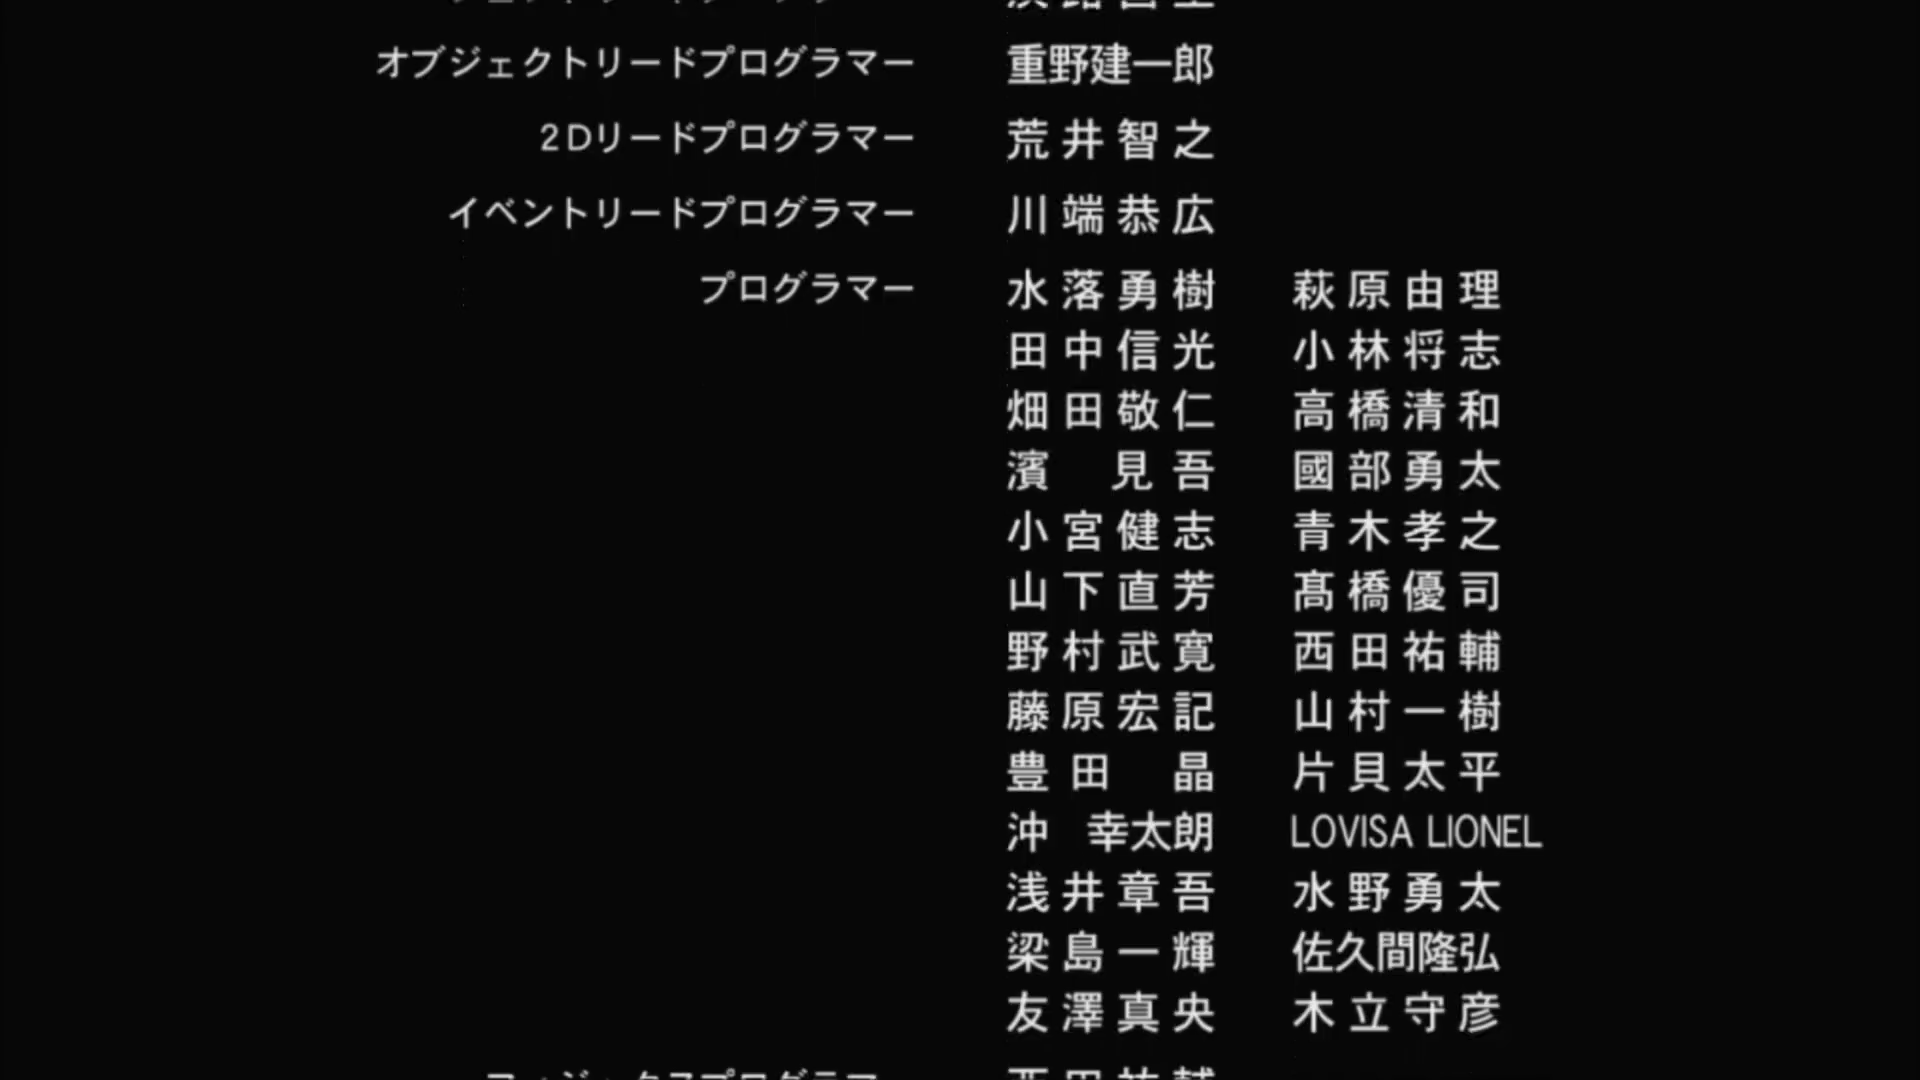 オブジェクトリードプログラマー 重野建一郎
2Dリードプログラマー 荒井智之
イベントリードプログラマー 川端恭広
プログラマー 水落勇樹 萩原由理
田中信光 小林将志
畑田敬仁 高橋清和
濱 見吾 國部勇太
小宮健志 青木孝之
山下直芳 髙橋優司
野村武寛 西田祐輔
藤原宏記 山村一樹
豊田 晶 片貝太平
沖 幸太朗 LOVISA LIONEL
浅井章吾 水野勇太
梁島一輝 佐久間隆弘
友澤真央 木立守彦